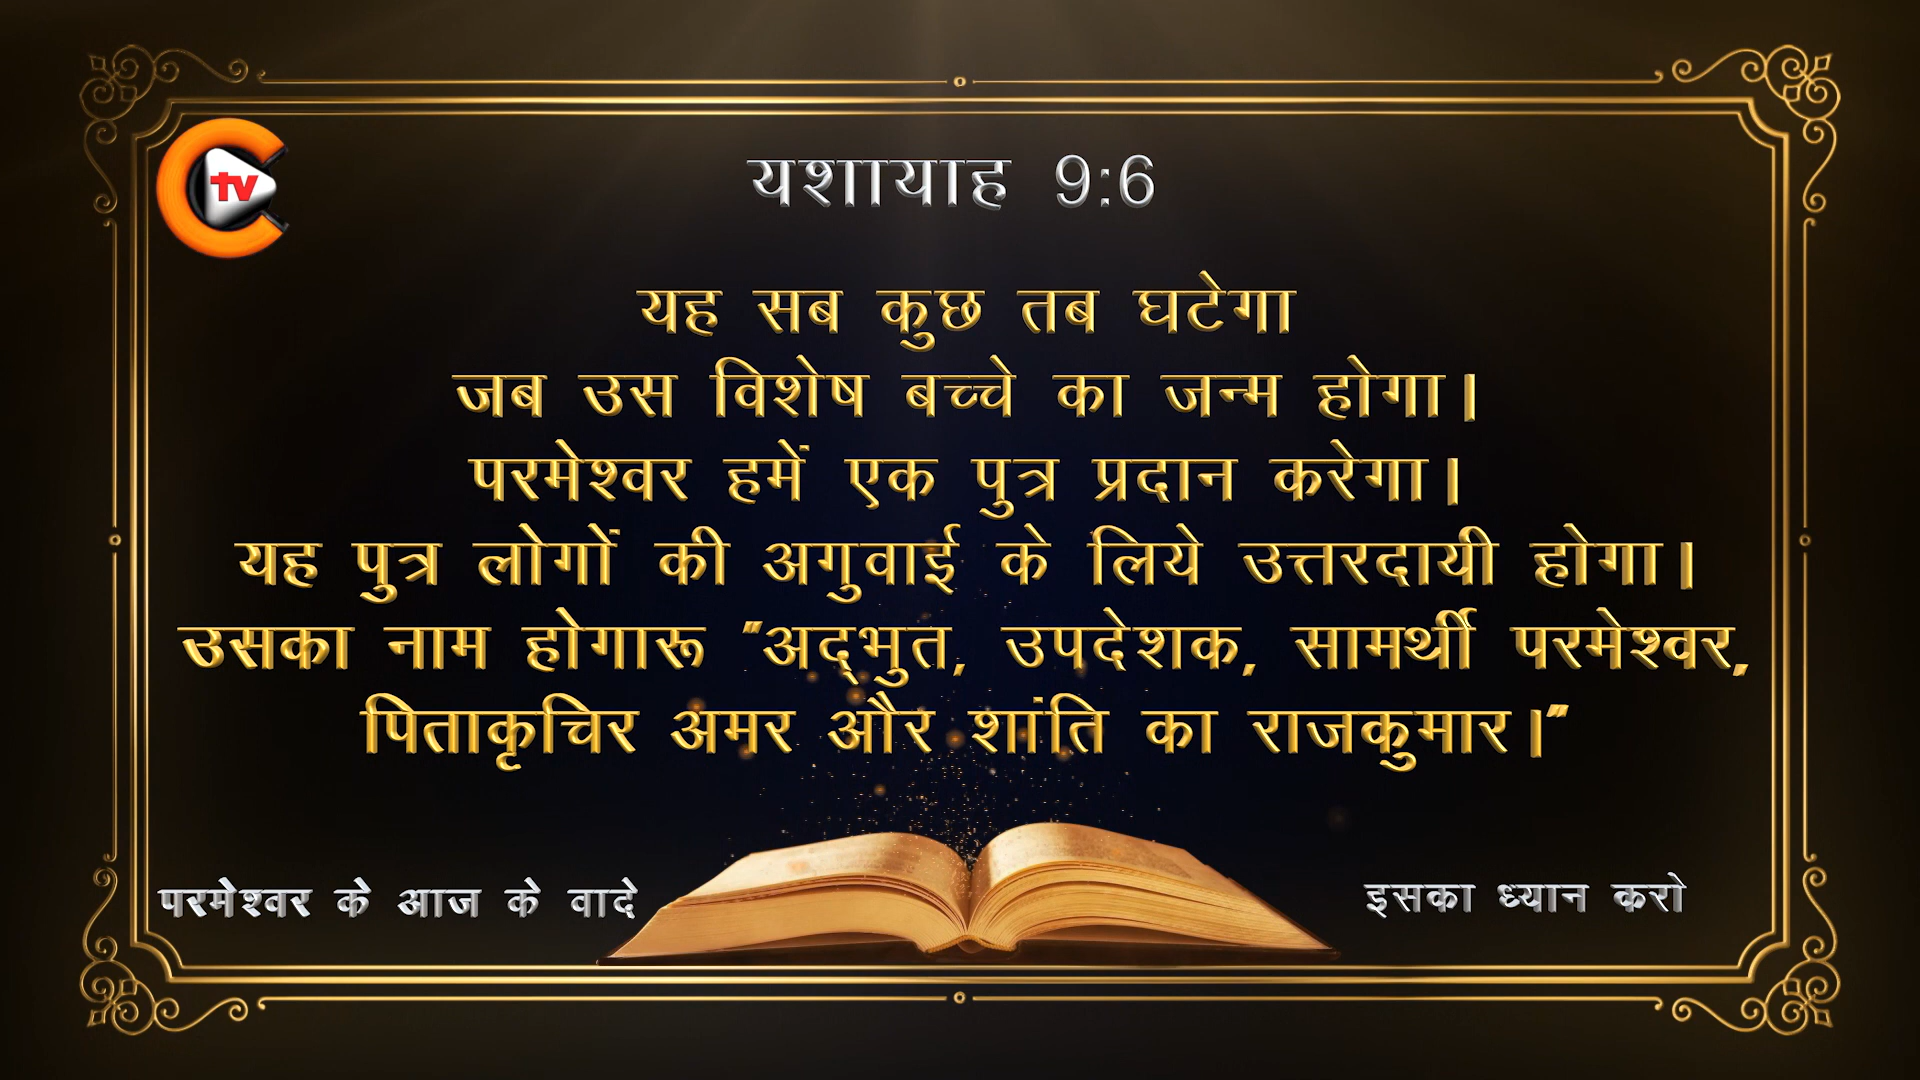 tv
यशायाह 9:6
यह सब कुछ तब घटेगा
जब उस विशेष बच्चे का जन्म होगा।
परमेश्वर हमें एक पुत्र प्रदान करेगा।
यह पुत्र लोगों की अगुवाई के लिये उत्तरदायी होगा।
उसका नाम होगारू "अद्‌भुत, उपदेशक, सामर्थी परमेश्वर,
पिताकृचिर अमर और शांति का राजकुमार।"
परमेश्वर के आज के वादे
इसका ध्यान करो